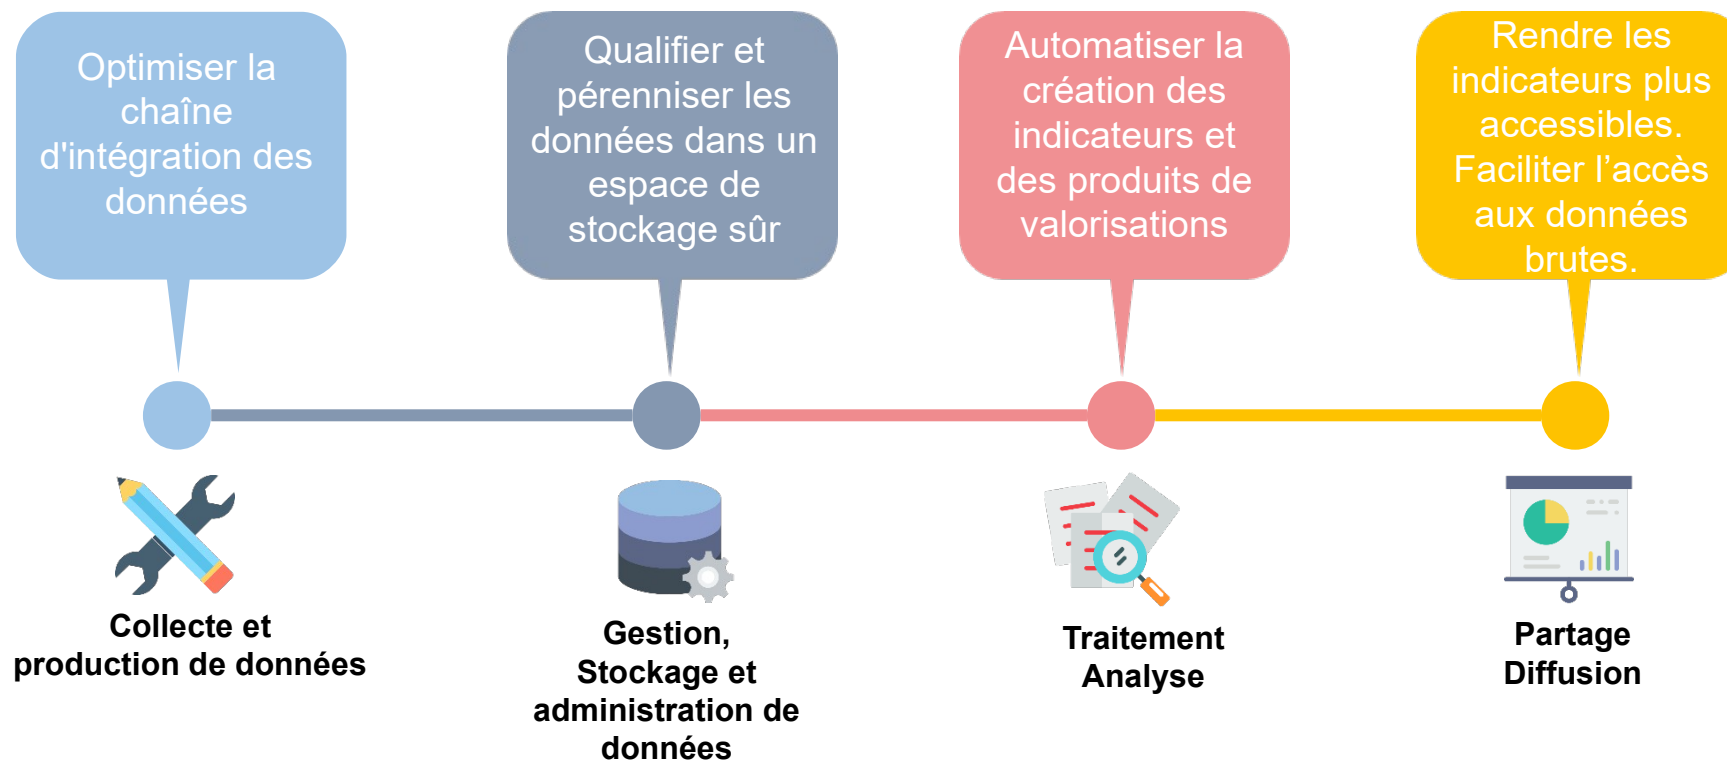 Optimiser la
chaîne
d'intégration des
données
Qualifier et
pérenniser les
données dans un
espace de
stockage sûr
Automatiser la
création des
indicateurs et
des produits de
valorisations
Rendre les
indicateurs plus
accessibles.
Faciliter l’accès
aux données
brutes.
Collecte et
production de données
Gestion,
Stockage et
administration de
données
Traitement
Analyse
Partage
Diffusion